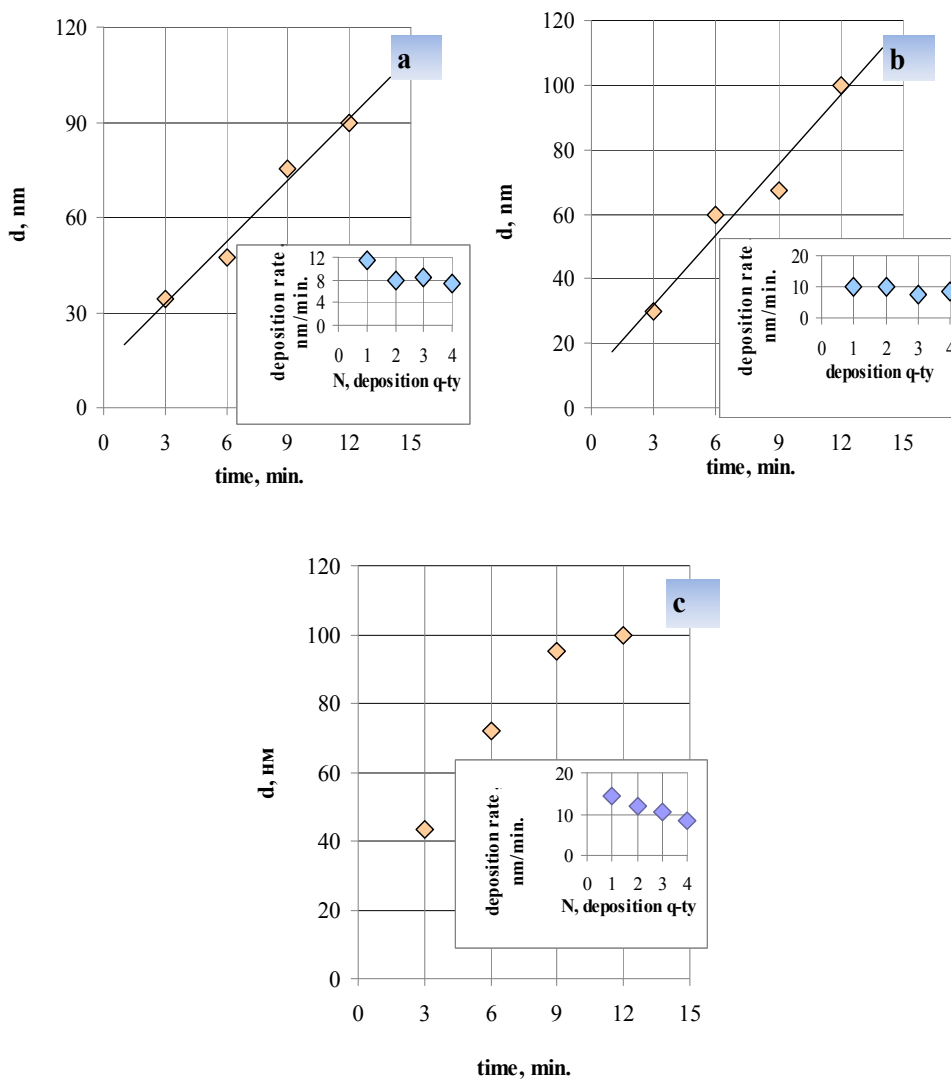 a
120
90
60
30
0
d, nm
0 3 6 9 12 15
time, min.
deposition rate,
nm/min.
12
8
4
0
0 1 2 3 4
N, deposition q-ty
b
120
100
80
60
40
20
0
d, nm
0 3 6 9 12 15
time, min.
deposition rate
nm/min.
20
10
0
0 1 2 3 4
deposition q-ty
c
120
100
80
60
40
20
0
d, нм
0 3 6 9 12 15
time, min.
deposition rate,
nm/min.
20
10
0
0 1 2 3 4
N, deposition q-ty